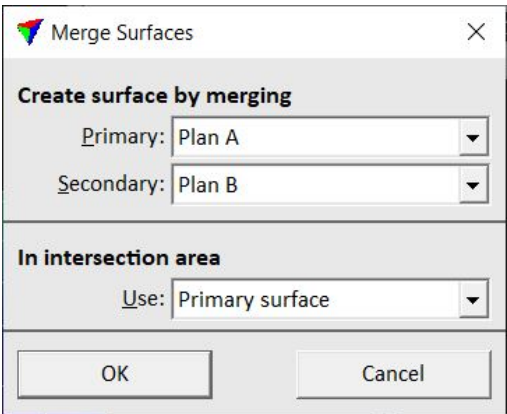 Merge Surfaces
Create surface by merging
Primary: Plan A
Secondary: Plan B
In intersection area
Use: Primary surface
OK Cancel